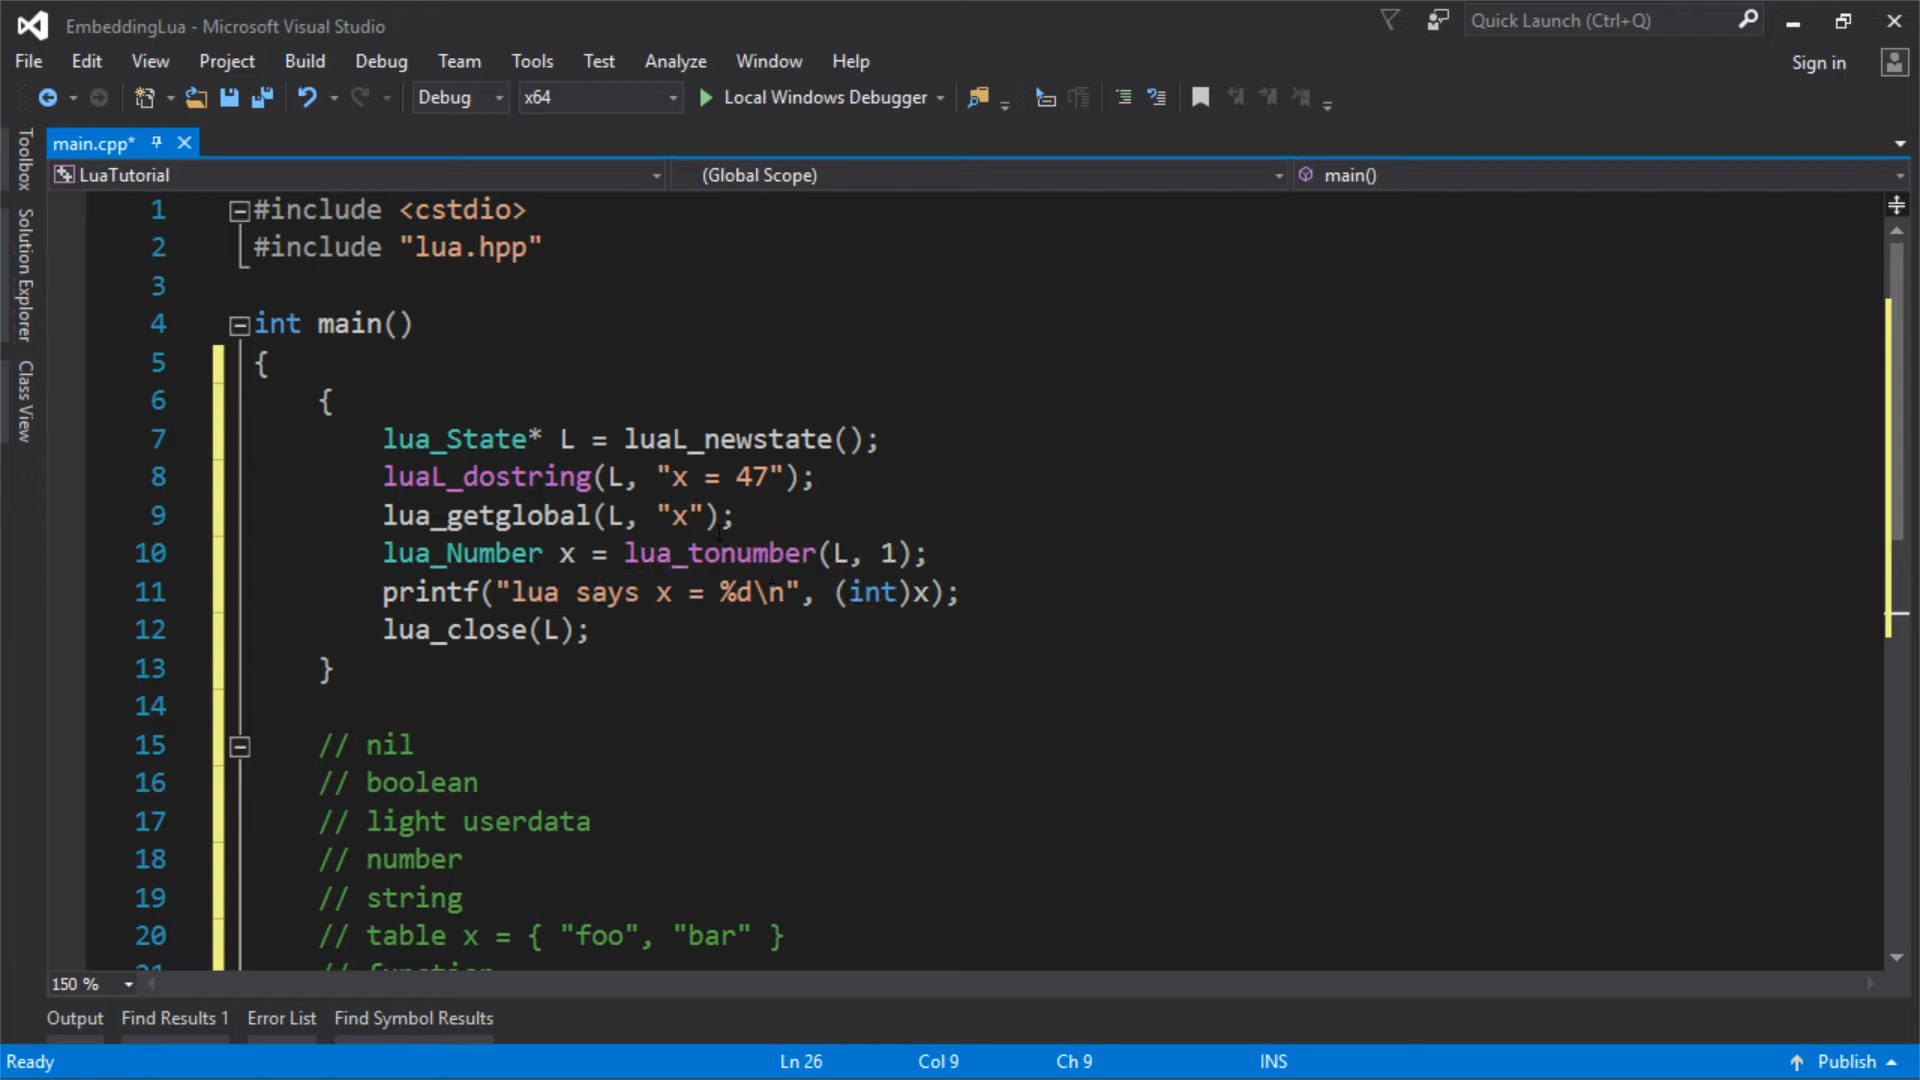 EmbeddingLua - Microsoft Visual Studio
Quick Launch (Ctrl+Q)
File Edit View Project Build Debug Team Tools Test Analyze Window Help
Sign in
Debug x64 Local Windows Debugger
Toolbox
Solution Explorer
Class View
main.cpp*
LuaTutorial (Global Scope) main()
1 #include <cstdio>
2 #include "lua.hpp"
3
4 int main()
5 {
6 {
7 lua_State* L = luaL_newstate();
8 luaL_dostring(L, "x = 47");
9 lua_getglobal(L, "x");
10 lua_Number x = lua_tonumber(L, 1);
11 printf("lua says x = %d\n", (int)x);
12 lua_close(L);
13 }
14
15 // nil
16 // boolean
17 // light userdata
18 // number
19 // string
20 // table x = { "foo", "bar" }
21 // function
150 %
Output Find Results 1 Error List Find Symbol Results
Ready Ln 26 Col 9 Ch 9 INS Publish